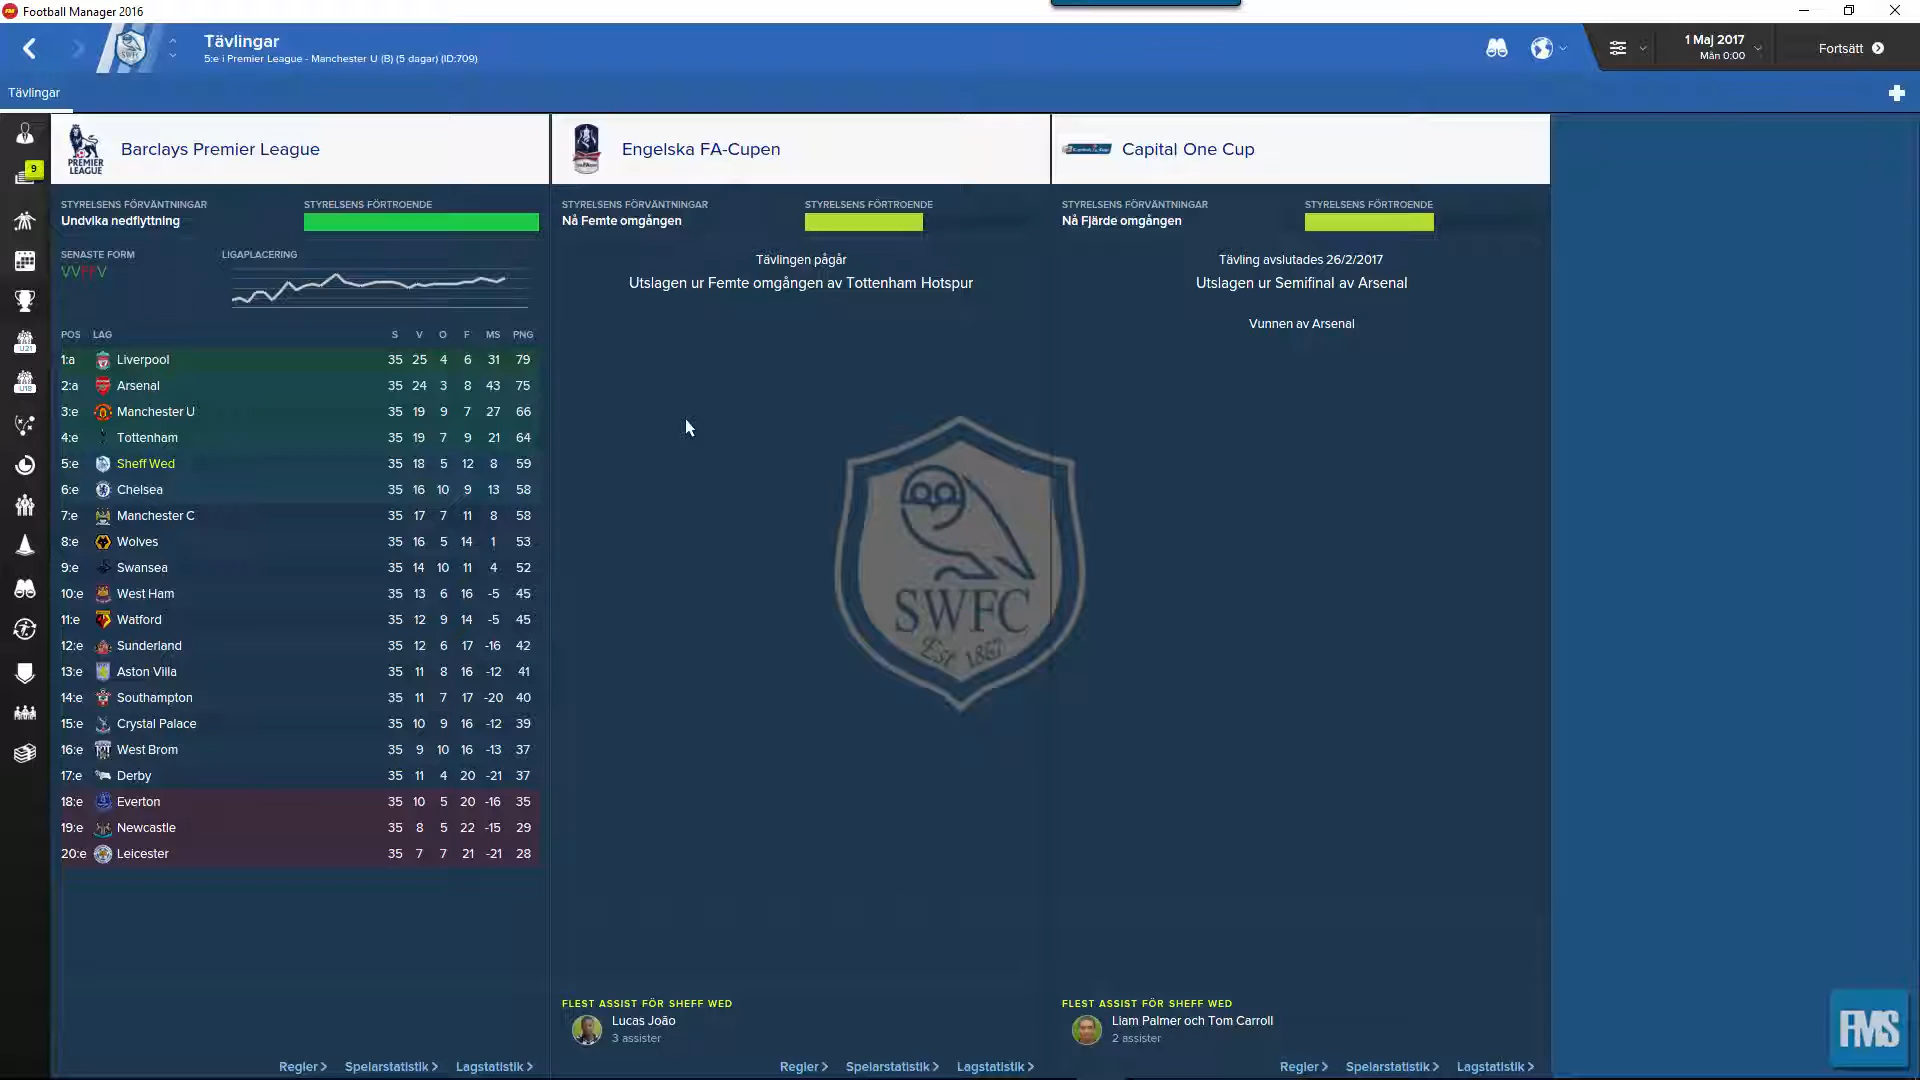 Football Manager 2016
Tävlingar
5:e i Premier League - Manchester U (B) (5 dagar) (ID:709)
1 Maj 2017
Mån 0:00
Fortsätt
Tävlingar
9
U21
U18
PREMIER LEAGUE
Barclays Premier League
STYRELSENS FÖRVÄNTNINGAR STYRELSENS FÖRTROENDE
Undvika nedflyttning
SENASTE FORM LIGAPLACERING
VVFFV
POS LAG S V O F MS PNG
1:a Liverpool 35 25 4 6 31 79
2:a Arsenal 35 24 3 8 43 75
3:e Manchester U 35 19 9 7 27 66
4:e Tottenham 35 19 7 9 21 64
5:e Sheff Wed 35 18 5 12 8 59
6:e Chelsea 35 16 10 9 13 58
7:e Manchester C 35 17 7 11 8 58
8:e Wolves 35 16 5 14 1 53
9:e Swansea 35 14 10 11 4 52
10:e West Ham 35 13 6 16 -5 45
11:e Watford 35 12 9 14 -5 45
12:e Sunderland 35 12 6 17 -16 42
13:e Aston Villa 35 11 8 16 -12 41
14:e Southampton 35 11 7 17 -20 40
15:e Crystal Palace 35 10 9 16 -12 39
16:e West Brom 35 9 10 16 -13 37
17:e Derby 35 11 4 20 -21 37
18:e Everton 35 10 5 20 -16 35
19:e Newcastle 35 8 5 22 -15 29
20:e Leicester 35 7 7 21 -21 28
Regler Spelarstatistik Lagstatistik
Engelska FA-Cupen
STYRELSENS FÖRVÄNTNINGAR STYRELSENS FÖRTROENDE
Nå Femte omgången
Tävlingen pågår
Utslagen ur Femte omgången av Tottenham Hotspur
FLEST ASSIST FÖR SHEFF WED
Lucas João
3 assister
Regler Spelarstatistik Lagstatistik
Capital One Cup
STYRELSENS FÖRVÄNTNINGAR STYRELSENS FÖRTROENDE
Nå Fjärde omgången
Tävling avslutades 26/2/2017
Utslagen ur Semifinal av Arsenal
Vunnen av Arsenal
FLEST ASSIST FÖR SHEFF WED
Liam Palmer och Tom Carroll
2 assister
Regler Spelarstatistik Lagstatistik
SWFC
Est 1867
FMS